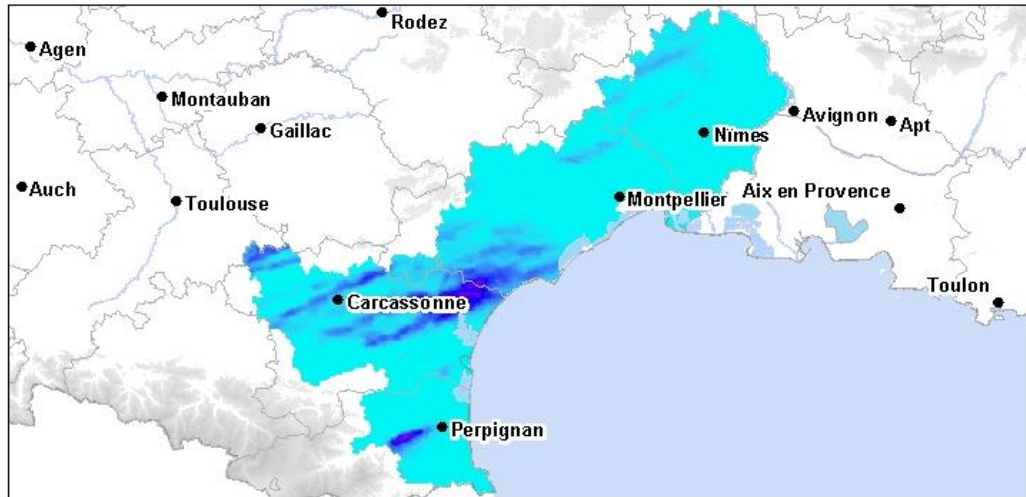 Rodez
Agen
Montauban
Gaillac
Avignon
Apt
Nîmes
Auch
Toulouse
Montpellier
Aix en Provence
Carcassonne
Toulon
Perpignan